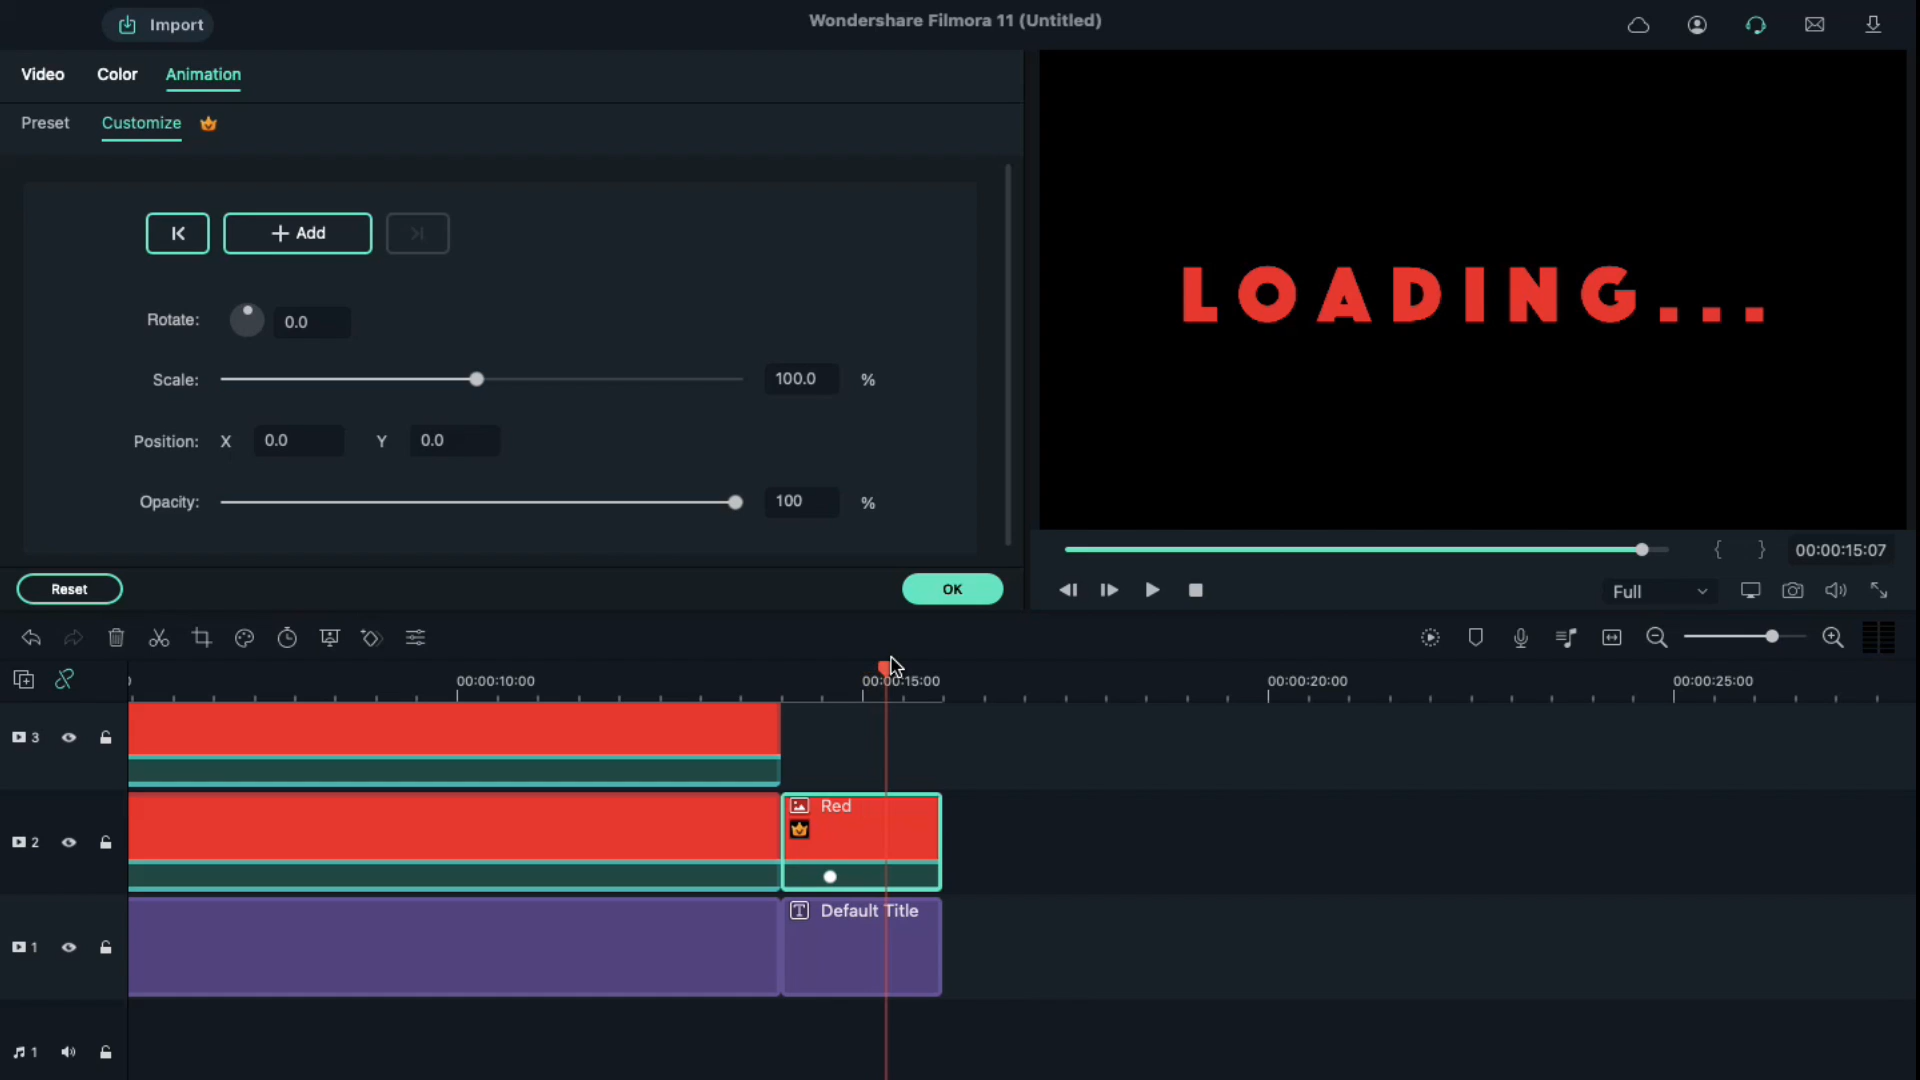 Import
Wondershare Filmora 11 (Untitled)
Video Color Animation
Preset Customize
+ Add
Rotate: 0.0
Scale: 100.0 %
Position: X 0.0 Y 0.0
Opacity: 100 %
Reset
OK
LOADING...
{ } 00:00:15:07
Full
00:00:10:00 00:00:15:00 00:00:20:00 00:00:25:00
3
2
Red
1
Default Title
1